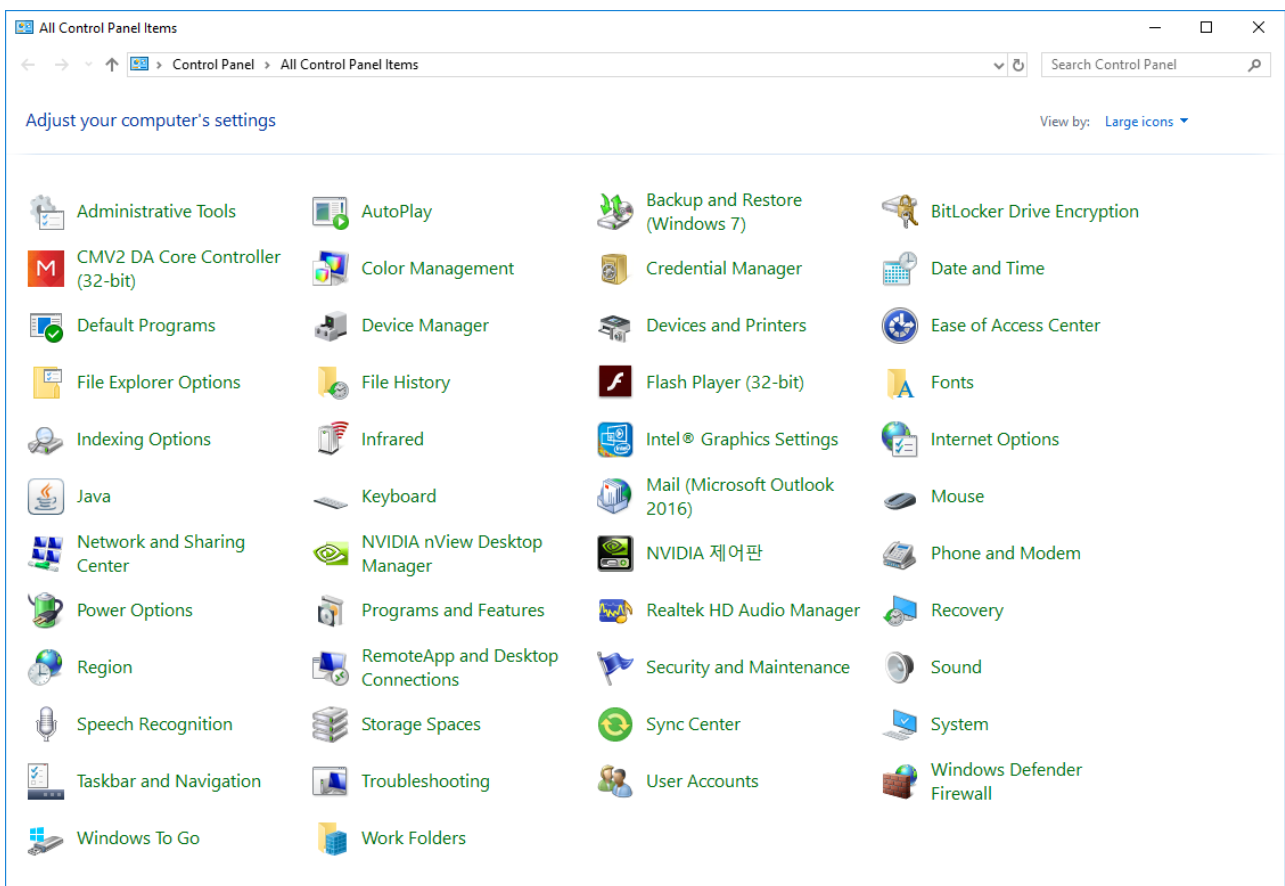 All Control Panel Items
Control Panel > All Control Panel Items
Search Control Panel
Adjust your computer's settings
View by: Large icons
Administrative Tools
AutoPlay
Backup and Restore
(Windows 7)
BitLocker Drive Encryption
CMV2 DA Core Controller
(32-bit)
Color Management
Credential Manager
Date and Time
Default Programs
Device Manager
Devices and Printers
Ease of Access Center
File Explorer Options
File History
Flash Player (32-bit)
Fonts
Indexing Options
Infrared
Intel® Graphics Settings
Internet Options
Java
Keyboard
Mail (Microsoft Outlook
2016)
Mouse
Network and Sharing
Center
NVIDIA nView Desktop
Manager
NVIDIA 제어판
Phone and Modem
Power Options
Programs and Features
Realtek HD Audio Manager
Recovery
Region
RemoteApp and Desktop
Connections
Security and Maintenance
Sound
Speech Recognition
Storage Spaces
Sync Center
System
Taskbar and Navigation
Troubleshooting
User Accounts
Windows Defender
Firewall
Windows To Go
Work Folders